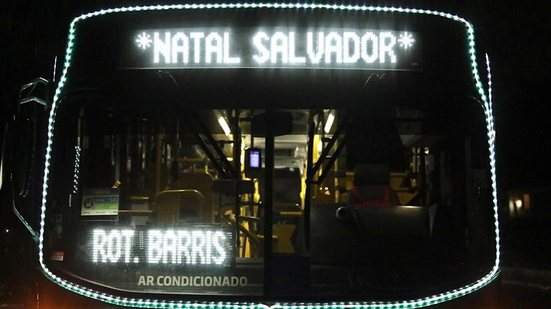 *NATAL SALVADOR*
ROT. BARRIS
AR CONDICIONADO